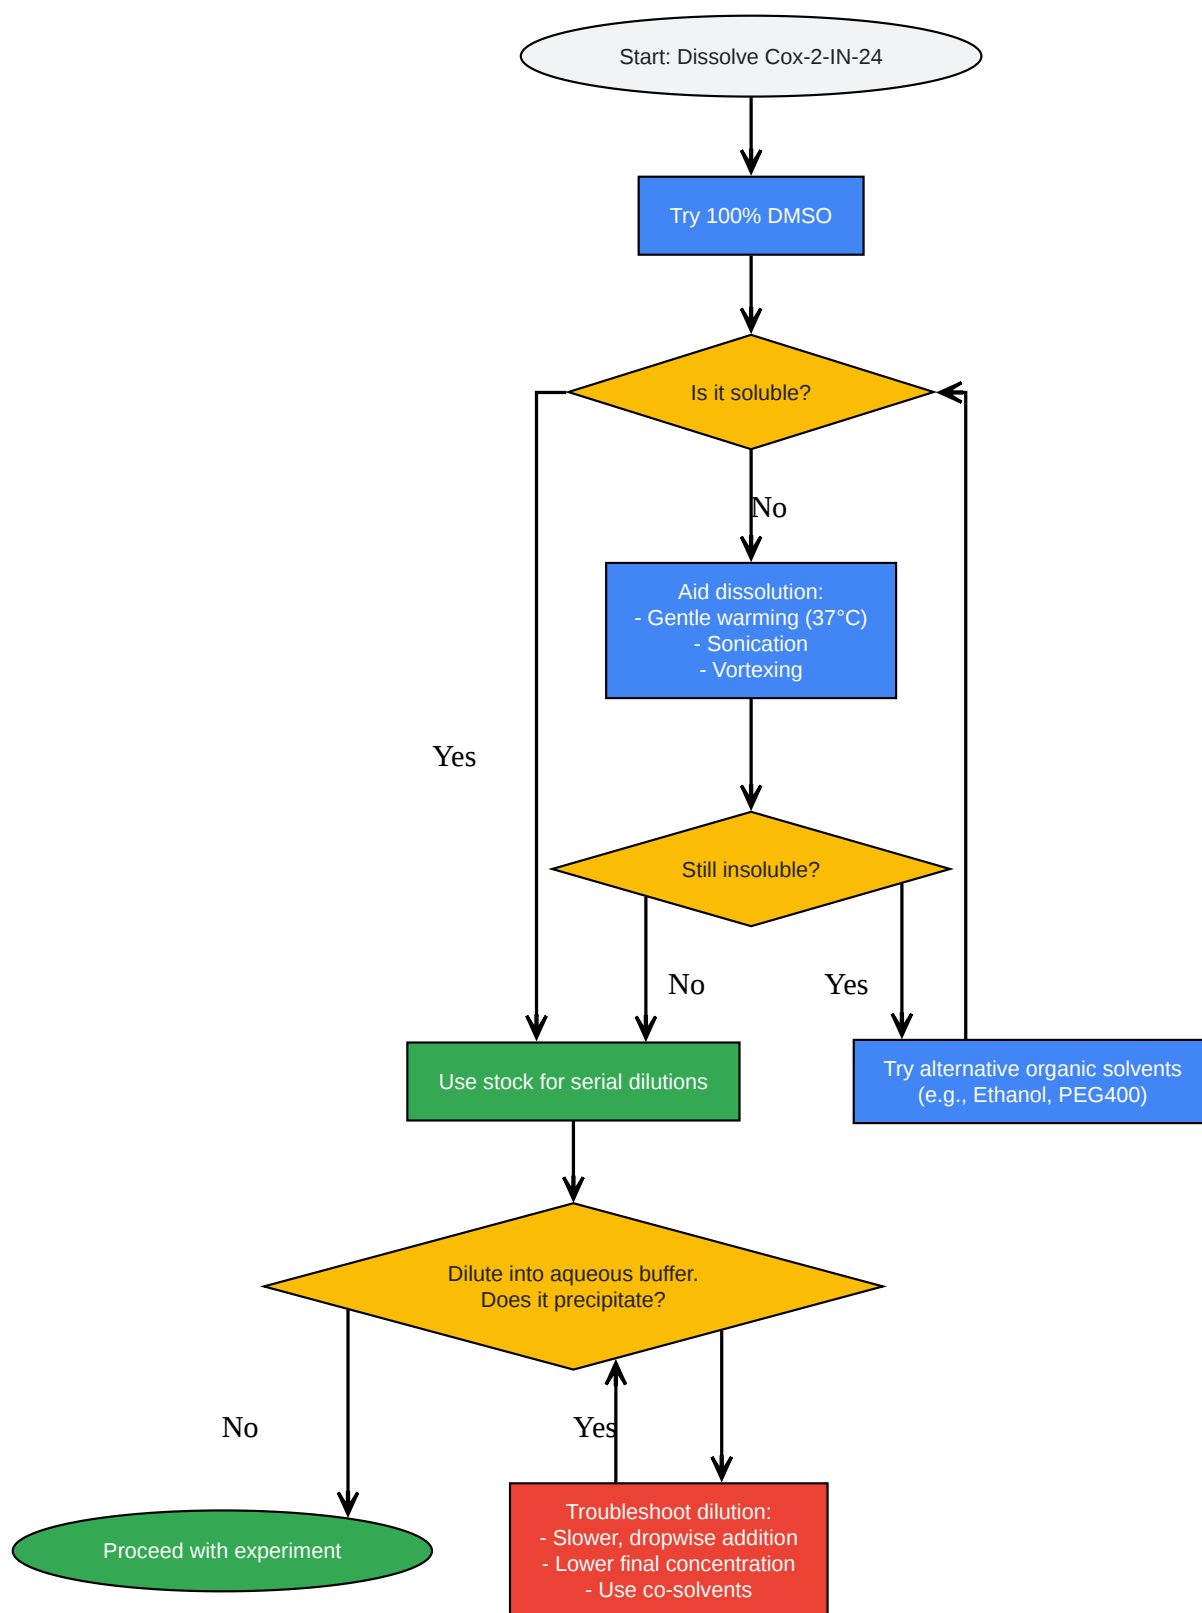 Start: Dissolve Cox-2-IN-24
Try 100% DMSO
Is it soluble?
No
Aid dissolution:
- Gentle warming (37°C)
- Sonication
- Vortexing
Yes
Still insoluble?
No
Yes
Use stock for serial dilutions
Try alternative organic solvents
(e.g., Ethanol, PEG400)
Dilute into aqueous buffer.
Does it precipitate?
No
Yes
Proceed with experiment
Troubleshoot dilution:
- Slower, dropwise addition
- Lower final concentration
- Use co-solvents